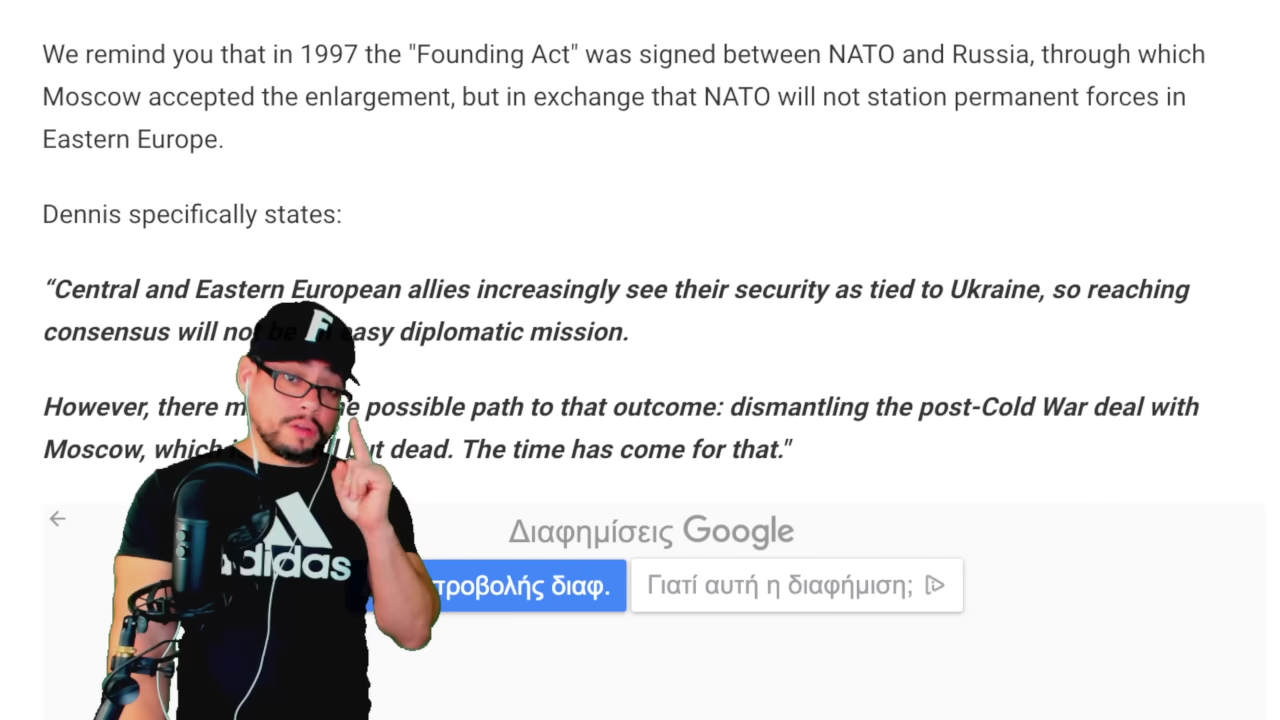 We remind you that in 1997 the "Founding Act" was signed between NATO and Russia, through which
Moscow accepted the enlargement, but in exchange that NATO will not station permanent forces in
Eastern Europe.
Dennis specifically states:
“Central and Eastern European allies increasingly see their security as tied to Ukraine, so reaching
consensus will not be an easy diplomatic mission.
However, there possible path to that outcome: dismantling the post-Cold War deal with
Moscow, which but dead. The time has come for that."
F
Διαφημίσεις Google
διαφ.
Γιατί αυτή η διαφήμιση;
adidas